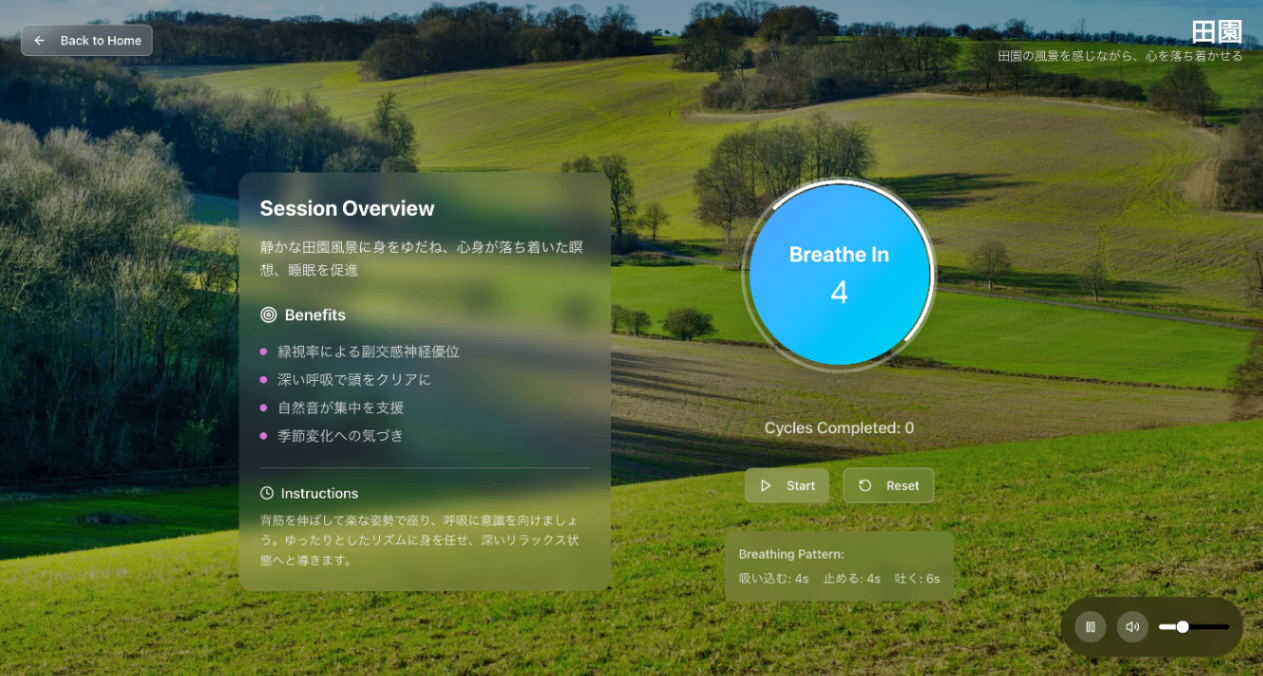 Back to Home
田園
田園の風景を感じながら、心を落ち着かせる
Session Overview
静かな田園風景に身をゆだね、心身が落ち着いた瞑
想、睡眠を促進
Benefits
緑視率による副交感神経優位
深い呼吸で頭をクリアに
自然音が集中を支援
季節変化への気づき
Instructions
背筋を伸ばして楽な姿勢で座り、呼吸に意識を向けましょ
う。ゆったりとしたリズムに身を任せ、深いリラックス状
態へと導きます。
Breathe In
4
Cycles Completed: 0
Start
Reset
Breathing Pattern:
吸い込む: 4s 止める: 4s 吐く: 6s